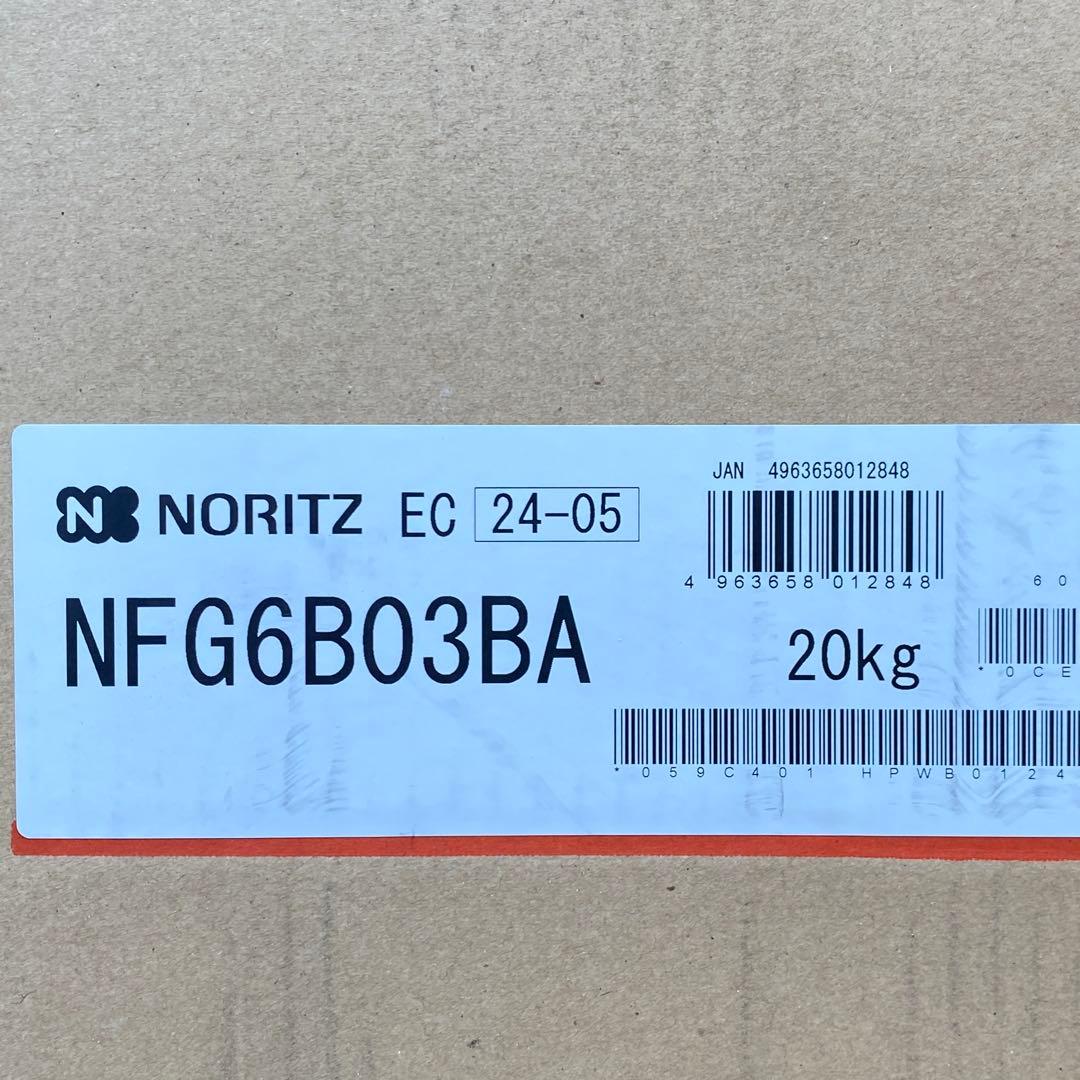 NORITZ EC 24-05
JAN 4963658012848
4 963658 012848
NFG6B03BA
20kg
60
*0CE
*059C401 HPWB0124